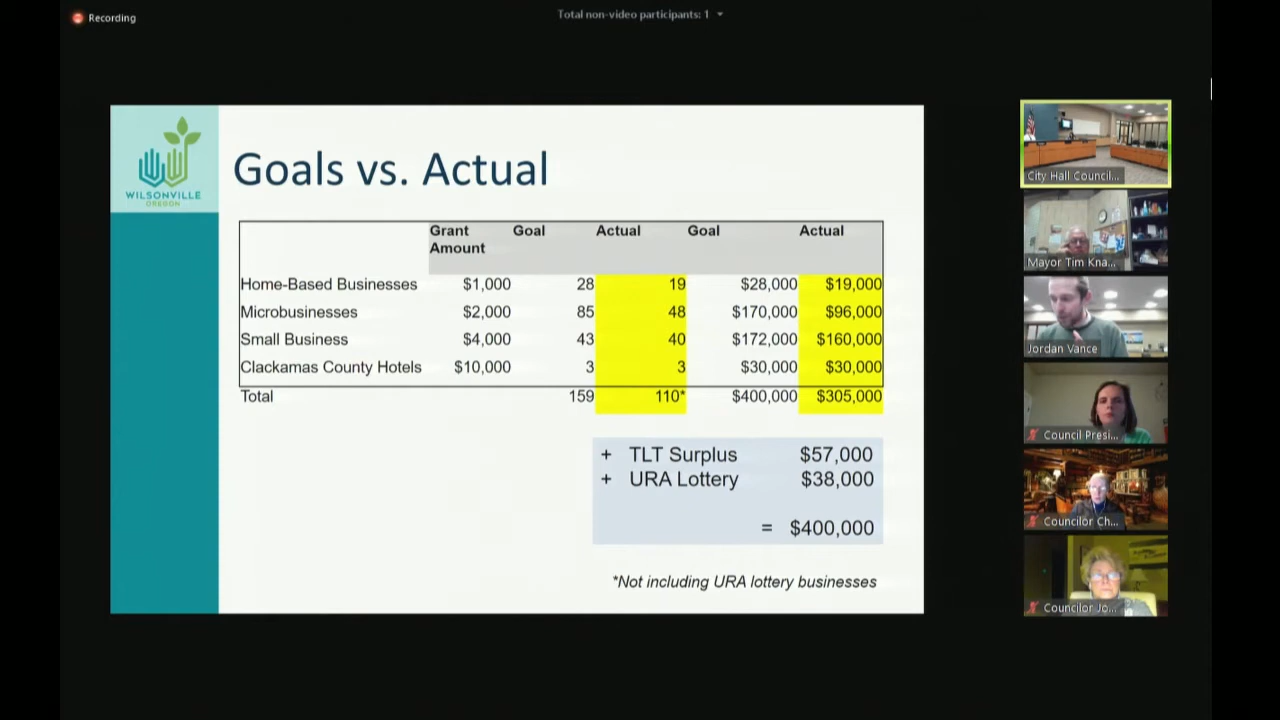 Recording
Total non-video participants: 1
WILSONVILLE
OREGON
Goals vs. Actual
Grant Amount Goal Actual Goal Actual
Home-Based Businesses $1,000 28 19 $28,000 $19,000
Microbusinesses $2,000 85 48 $170,000 $96,000
Small Business $4,000 43 40 $172,000 $160,000
Clackamas County Hotels $10,000 3 3 $30,000 $30,000
Total 159 110* $400,000 $305,000
+ TLT Surplus $57,000
+ URA Lottery $38,000
= $400,000
*Not including URA lottery businesses
City Hall Council...
Mayor Tim Kna...
Jordan Vance
Council Presi...
Councilor Ch...
Councilor Jo...